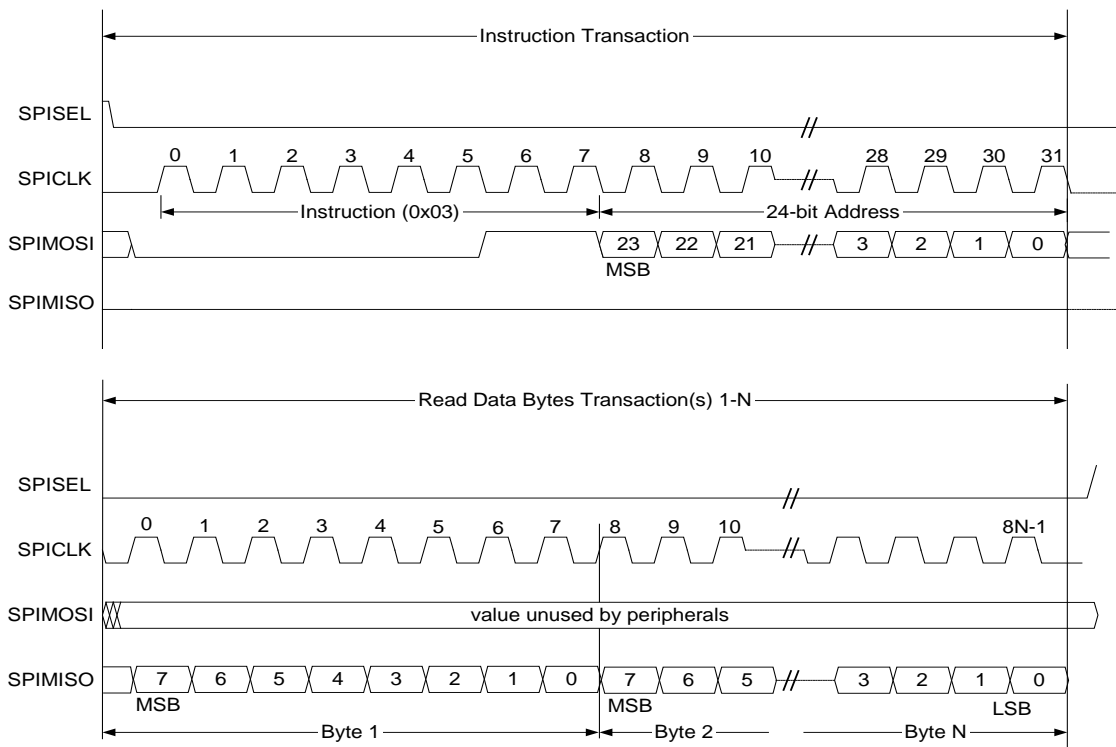 Instruction Transaction
SPISEL
0 1 2 3 4 5 6 7 8 9 10 28 29 30 31
SPICLK
Instruction (0x03) 24-bit Address
SPIMOSI 23 22 21 3 2 1 0
MSB
SPIMISO
Read Data Bytes Transaction(s) 1-N
SPISEL
0 1 2 3 4 5 6 7 8 9 10 8N-1
SPICLK
SPIMOSI value unused by peripherals
SPIMISO 7 6 5 4 3 2 1 0 7 6 5 3 2 1 0
MSB MSB LSB
Byte 1 Byte 2 Byte N